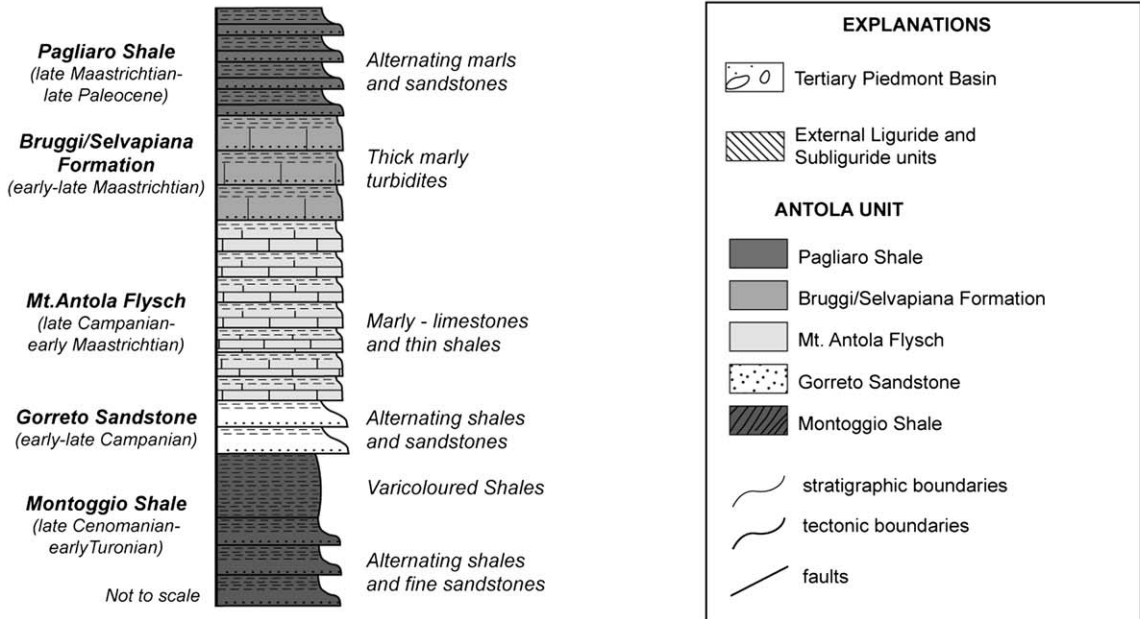 Pagliaro Shale
(late Maastrichtian-
late Paleocene)
Alternating marls
and sandstones
Bruggi/Selvapiana
Formation
(early-late Maastrichtian)
Thick marly
turbidites
Mt.Antola Flysch
(late Campanian-
early Maastrichtian)
Marly - limestones
and thin shales
Gorreto Sandstone
(early-late Campanian)
Alternating shales
and sandstones
Varicoloured Shales
Montoggio Shale
(late Cenomanian-
earlyTuronian)
Alternating shales
and fine sandstones
Not to scale
EXPLANATIONS
Tertiary Piedmont Basin
External Liguride and
Subliguride units
ANTOLA UNIT
Pagliaro Shale
Bruggi/Selvapiana Formation
Mt. Antola Flysch
Gorreto Sandstone
Montoggio Shale
stratigraphic boundaries
tectonic boundaries
faults